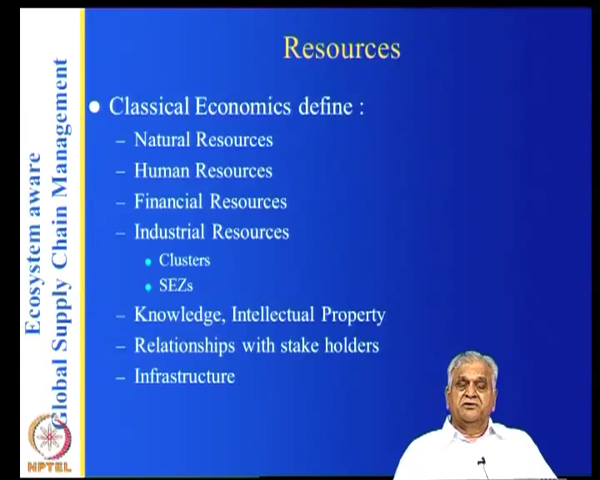 Resources
Classical Economics define :
– Natural Resources
– Human Resources
– Financial Resources
– Industrial Resources
Clusters
SEZs
– Knowledge, Intellectual Property
– Relationships with stake holders
– Infrastructure
Ecosystem aware
Global Supply Chain Management
NPTEL